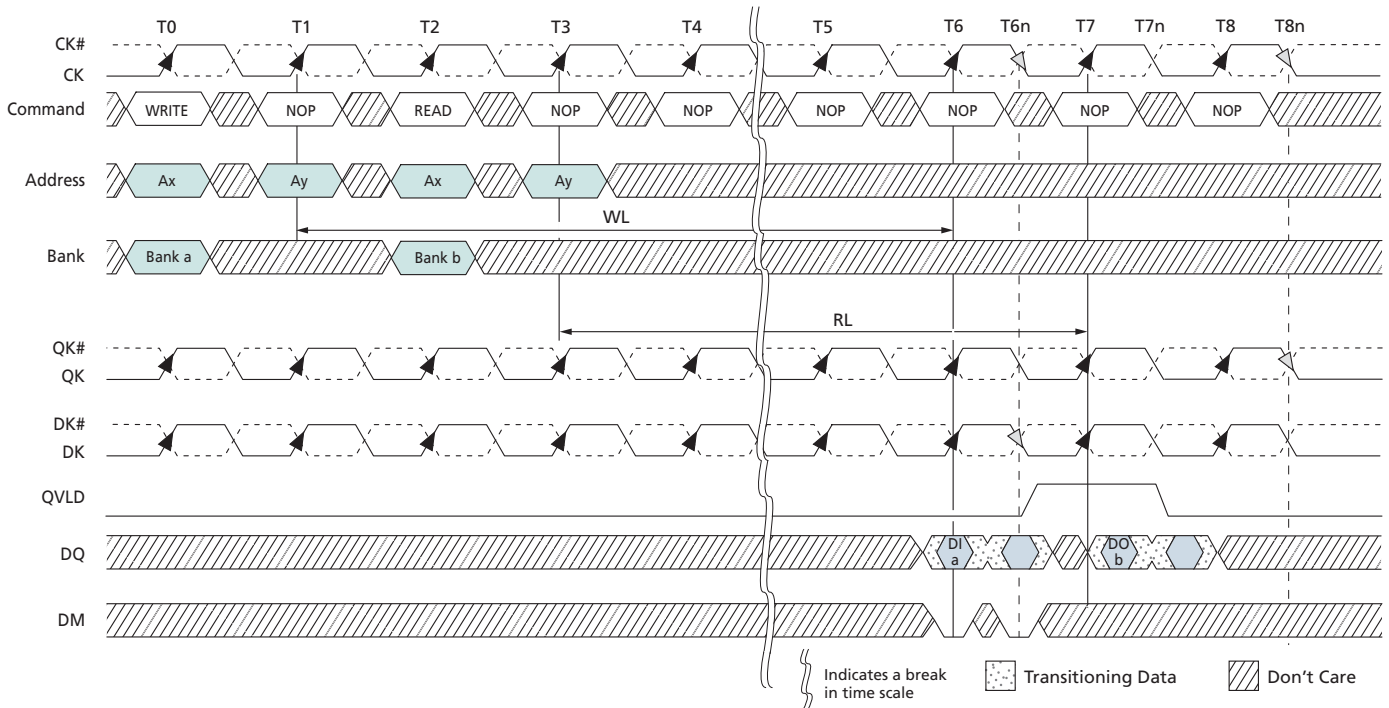 T0 T1 T2 T3 T4 T5 T6 T6n T7 T7n T8 T8n
CK#
CK
Command WRITE NOP READ NOP NOP NOP NOP NOP NOP
Address Ax Ay Ax Ay
WL
Bank Bank a Bank b
RL
QK#
QK
DK#
DK
QVLD
DQ DI a DO b
DM
Indicates a break in time scale
Transitioning Data
Don't Care